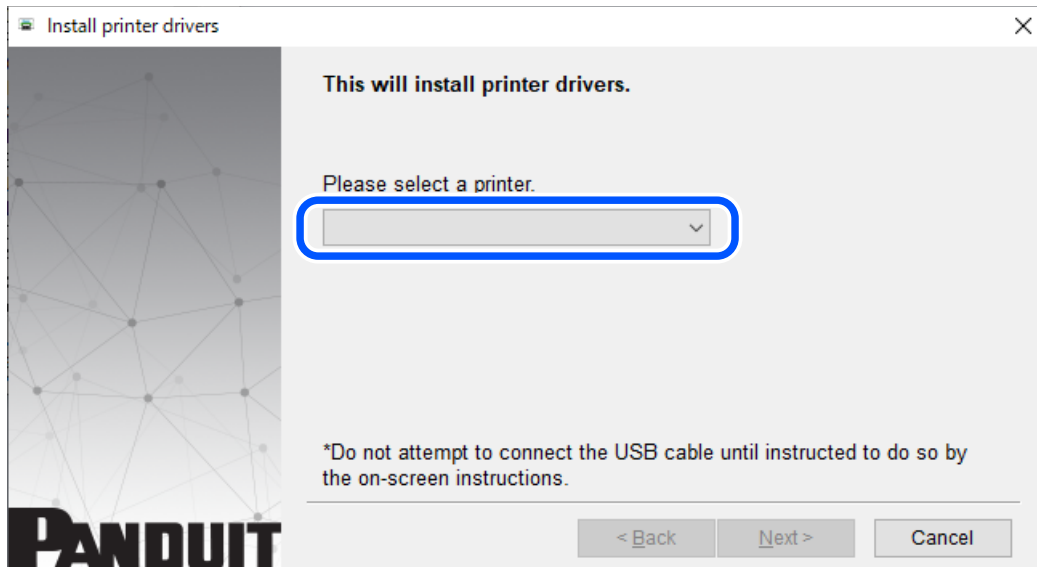 Install printer drivers
This will install printer drivers.
Please select a printer.
*Do not attempt to connect the USB cable until instructed to do so by
the on-screen instructions.
PANDUIT
< Back Next > Cancel